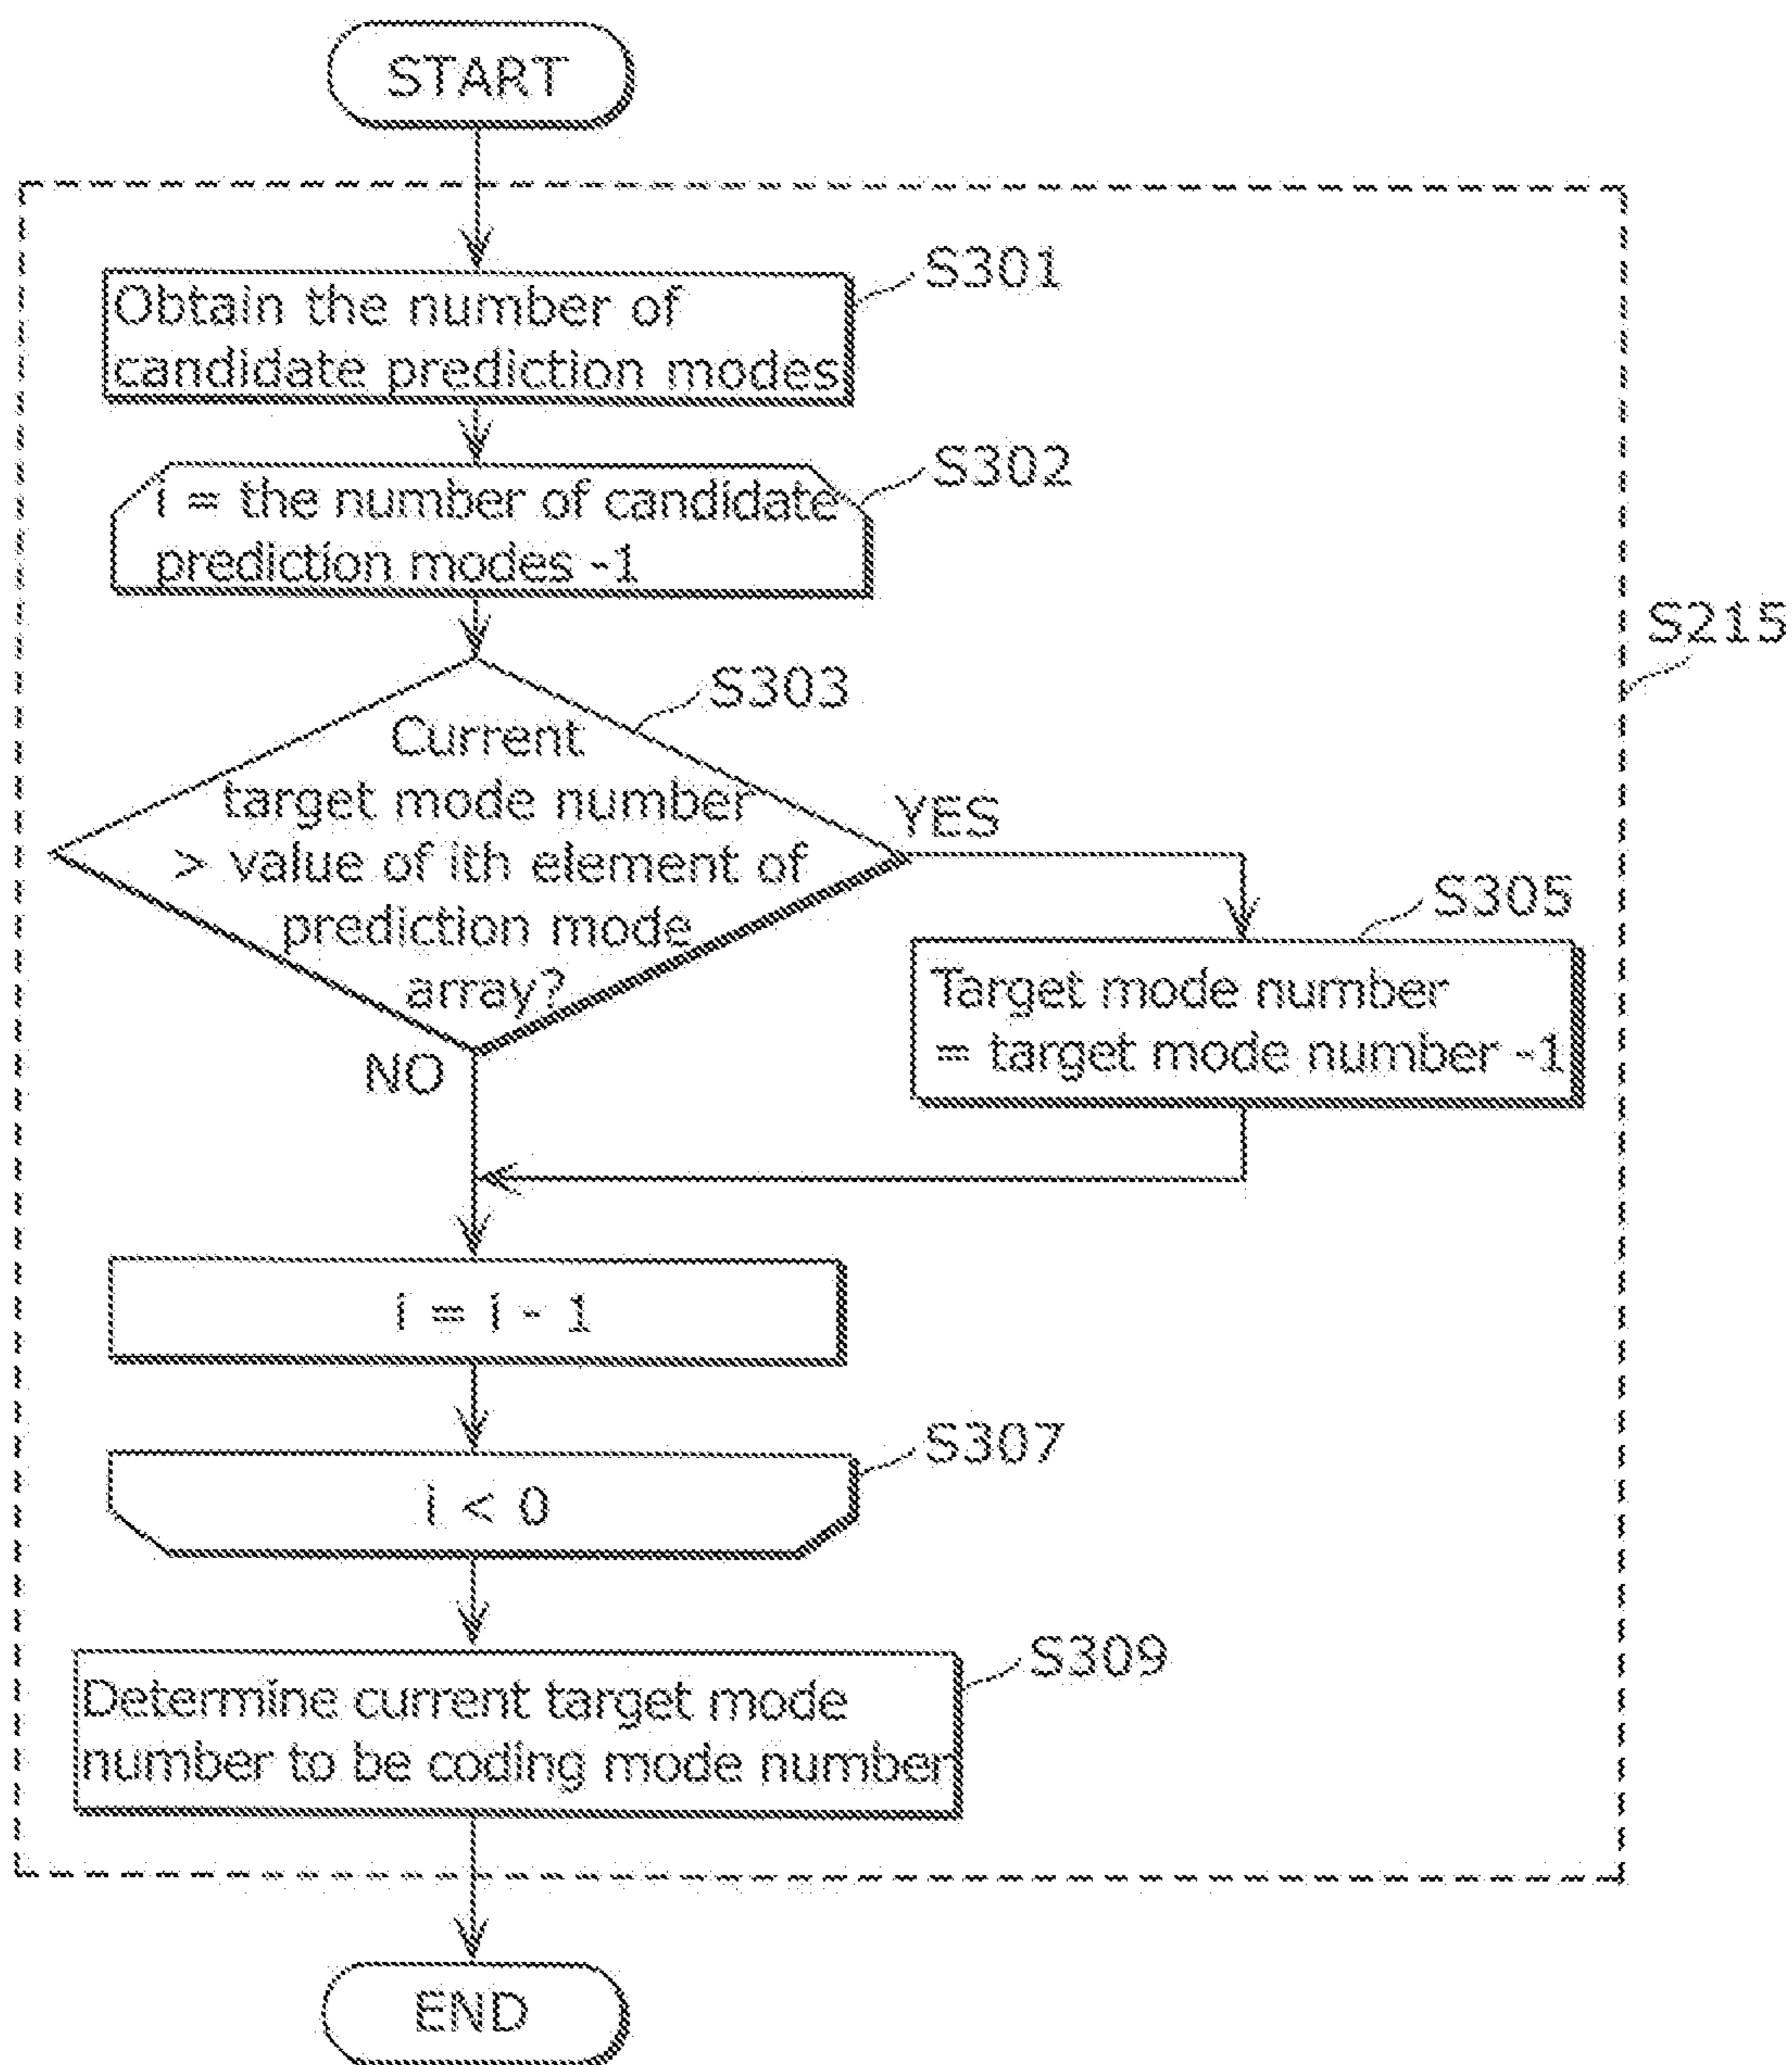 START
S301
Obtain the number of
candidate prediction modes
S302
i = the number of candidate
prediction modes -1
S215
S303
Current
target mode number
> value of ith element of
prediction mode
array?
YES
NO
S305
Target mode number
= target mode number -1
i = i - 1
S307
i < 0
S309
Determine current target mode
number to be coding mode number
END